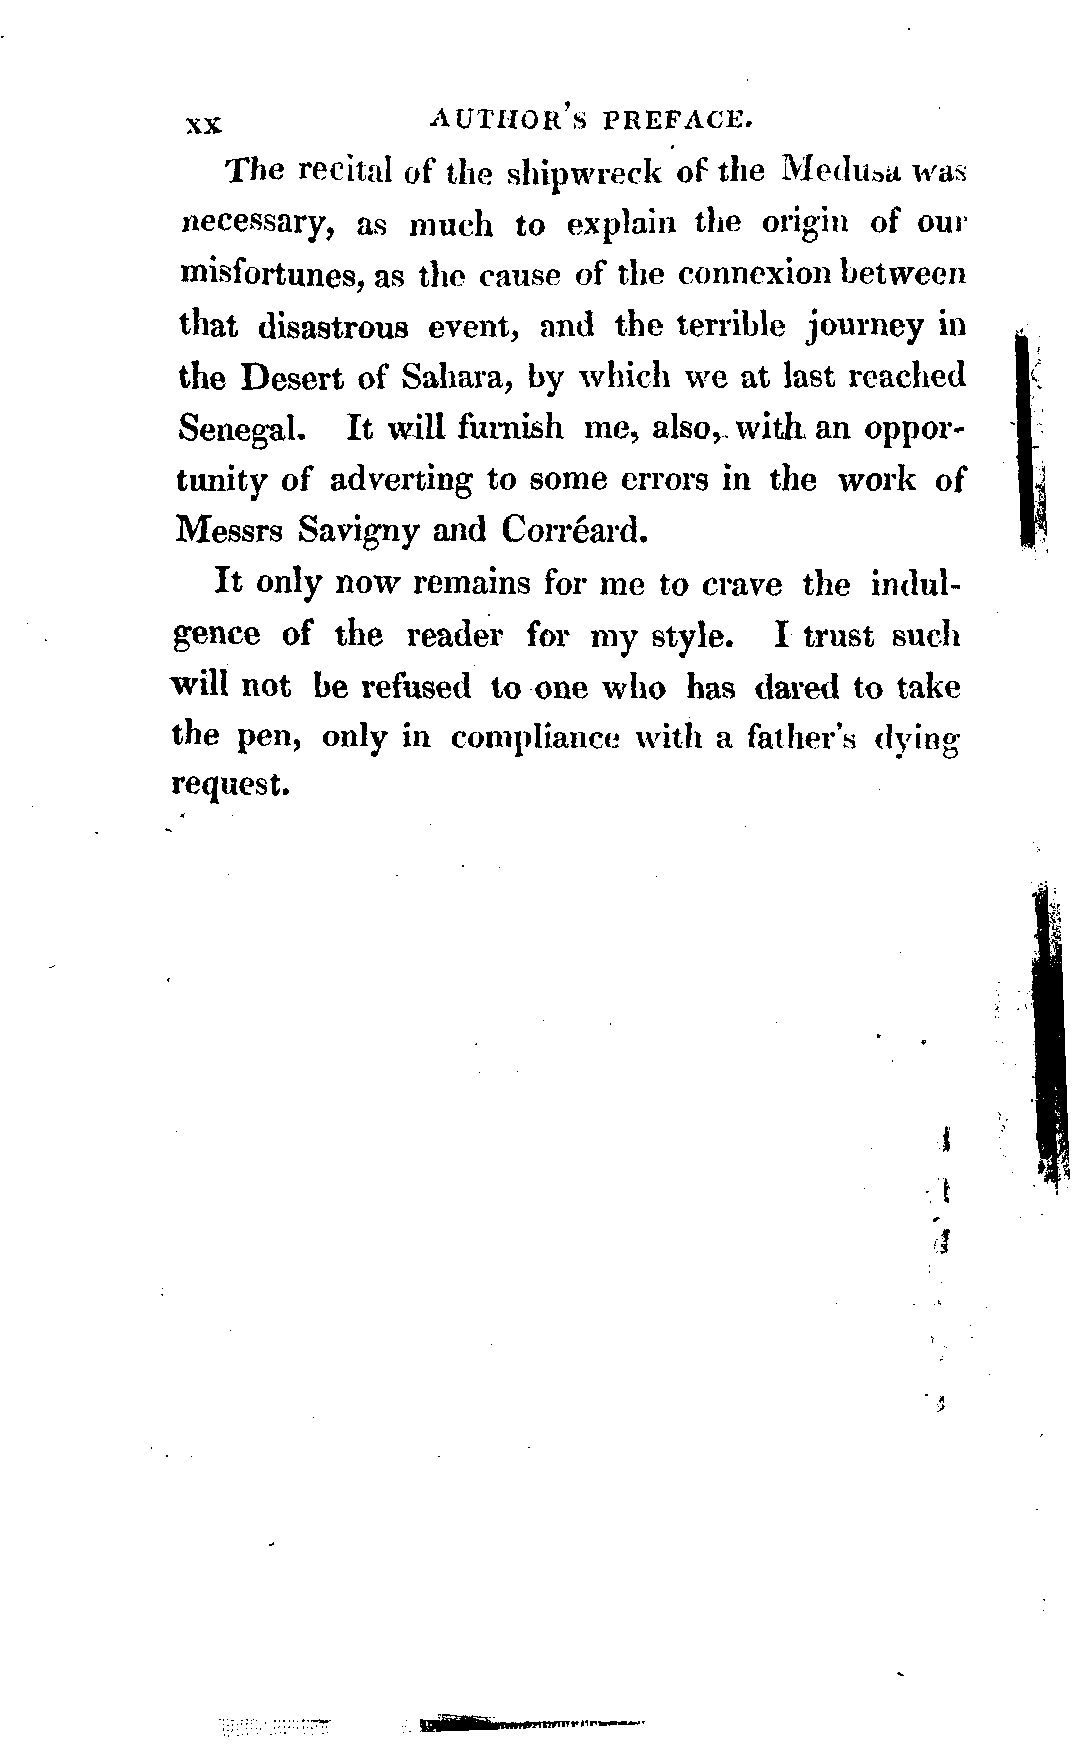 xx AUTHOR'S PREFACE.
The recital of the shipwreck of the Medusa was
necessary, as much to explain the origin of our
misfortunes, as the cause of the connexion between
that disastrous event, and the terrible journey in
the Desert of Sahara, by which we at last reached
Senegal. It will furnish me, also, with an oppor-
tunity of adverting to some errors in the work of
Messrs Savigny and Corréard.
It only now remains for me to crave the indul-
gence of the reader for my style. I trust such
will not be refused to one who has dared to take
the pen, only in compliance with a father's dying
request.